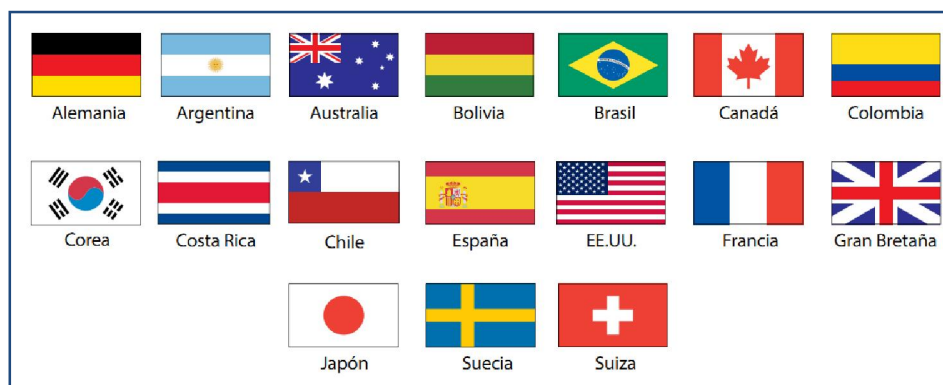 Alemania Argentina Australia Bolivia Brasil Canadá Colombia
Corea Costa Rica Chile España EE.UU. Francia Gran Bretaña
Japón Suecia Suiza